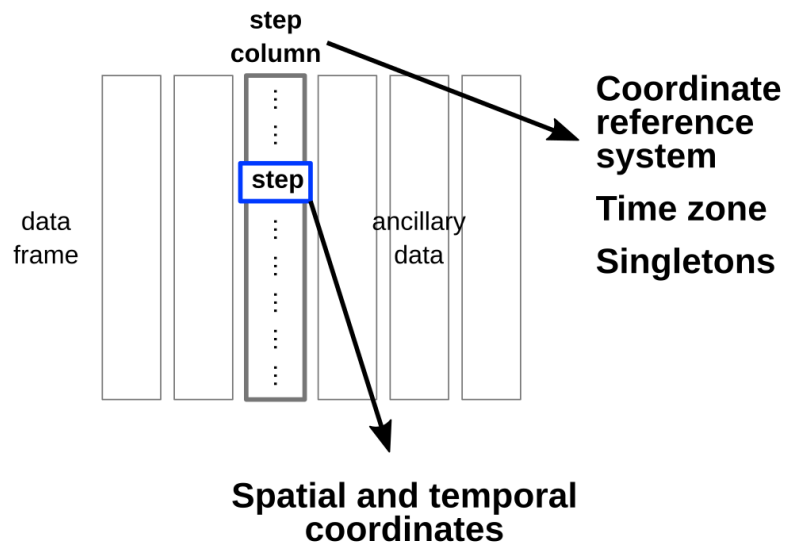 step
column
Coordinate
reference
system
Time zone
Singletons
step
data
frame
ancillary
data
Spatial and temporal
coordinates